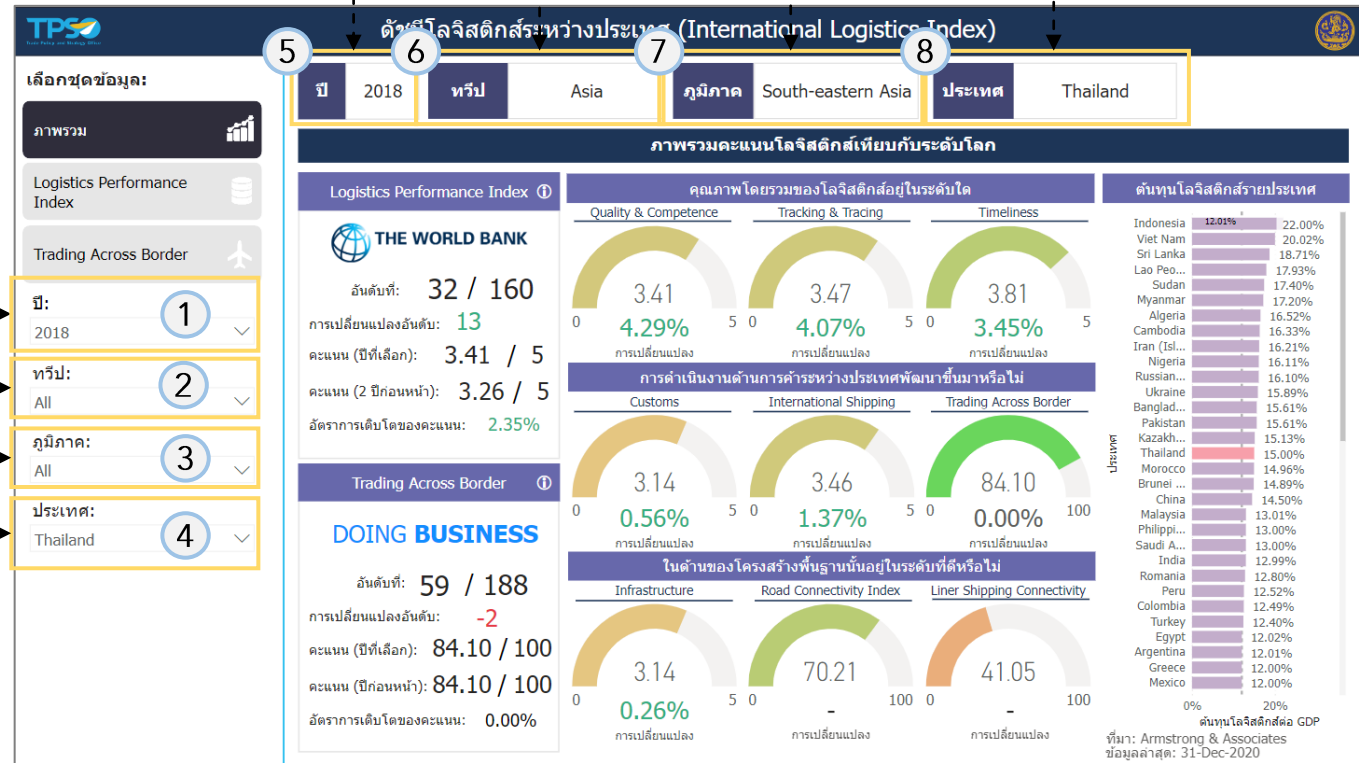 TPSO
Trade Policy and Strategy Office
ดัชนีโลจิสติกส์ระหว่างประเทศ (International Logistics Index)
5
6
7
8
เลือกชุดข้อมูล:
ปี
2018
ทวีป
Asia
ภูมิภาค
South-eastern Asia
ประเทศ
Thailand
ภาพรวม
Logistics Performance
Index
Trading Across Border
ปี:
2018
1
ทวีป:
All
2
ภูมิภาค:
All
3
ประเทศ:
Thailand
4
ภาพรวมคะแนนโลจิสติกส์เทียบกับระดับโลก
Logistics Performance Index
THE WORLD BANK
อันดับที่: 32 / 160
การเปลี่ยนแปลงอันดับ: 13
คะแนน (ปีที่เลือก): 3.41 / 5
คะแนน (2 ปีก่อนหน้า): 3.26 / 5
อัตราการเติบโตของคะแนน: 2.35%
Trading Across Border
DOING BUSINESS
อันดับที่: 59 / 188
การเปลี่ยนแปลงอันดับ: -2
คะแนน (ปีที่เลือก): 84.10 / 100
คะแนน (ปีก่อนหน้า): 84.10 / 100
อัตราการเติบโตของคะแนน: 0.00%
คุณภาพโดยรวมของโลจิสติกส์อยู่ในระดับใด
Quality & Competence
3.41
0 5
4.29%
การเปลี่ยนแปลง
Tracking & Tracing
3.47
0 5
4.07%
การเปลี่ยนแปลง
Timeliness
3.81
0 5
3.45%
การเปลี่ยนแปลง
การดำเนินงานด้านการค้าระหว่างประเทศพัฒนาขึ้นมาหรือไม่
Customs
3.14
0 5
0.56%
การเปลี่ยนแปลง
International Shipping
3.46
0 5
1.37%
การเปลี่ยนแปลง
Trading Across Border
84.10
0 100
0.00%
การเปลี่ยนแปลง
ในด้านของโครงสร้างพื้นฐานนั้นอยู่ในระดับที่ดีหรือไม่
Infrastructure
3.14
0 5
0.26%
การเปลี่ยนแปลง
Road Connectivity Index
70.21
0 100
-
การเปลี่ยนแปลง
Liner Shipping Connectivity
41.05
0 100
-
การเปลี่ยนแปลง
ต้นทุนโลจิสติกส์รายประเทศ
Indonesia 12.01% 22.00%
Viet Nam 20.02%
Sri Lanka 18.71%
Lao Peo... 17.93%
Sudan 17.40%
Myanmar 17.20%
Algeria 16.52%
Cambodia 16.33%
Iran (Isl... 16.21%
Nigeria 16.11%
Russian... 16.10%
Ukraine 15.89%
Banglad... 15.61%
Pakistan 15.61%
Kazakh... 15.13%
Thailand 15.00%
Morocco 14.96%
Brunei ... 14.89%
China 14.50%
Malaysia 13.01%
Philippi... 13.00%
Saudi A... 13.00%
India 12.99%
Romania 12.80%
Peru 12.52%
Colombia 12.49%
Turkey 12.40%
Egypt 12.02%
Argentina 12.01%
Greece 12.00%
Mexico 12.00%
ประเทศ
0% 20%
ต้นทุนโลจิสติกส์ต่อ GDP
ที่มา: Armstrong & Associates
ข้อมูลล่าสุด: 31-Dec-2020